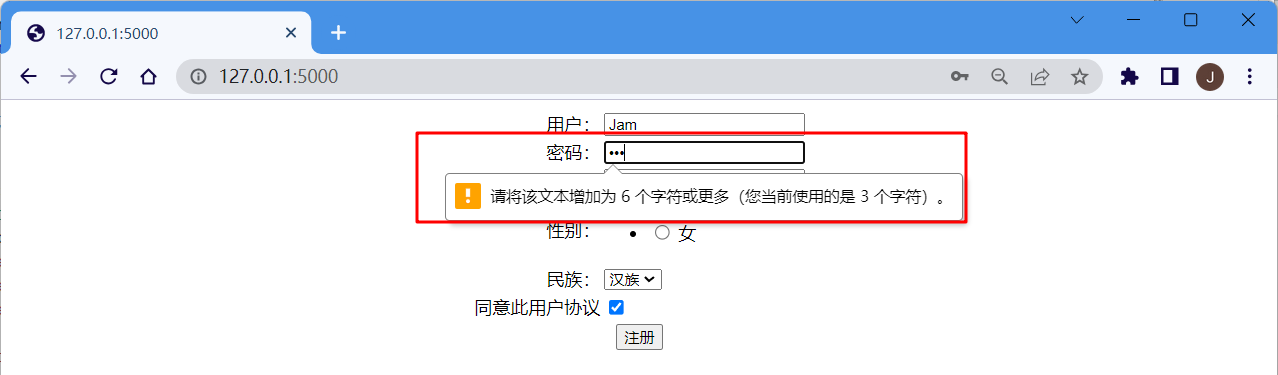 127.0.0.1:5000
127.0.0.1:5000
J
用户： Jam
密码： •••
请将该文本增加为 6 个字符或更多（您当前使用的是 3 个字符）。
性别： • 女
民族： 汉族
同意此用户协议
注册